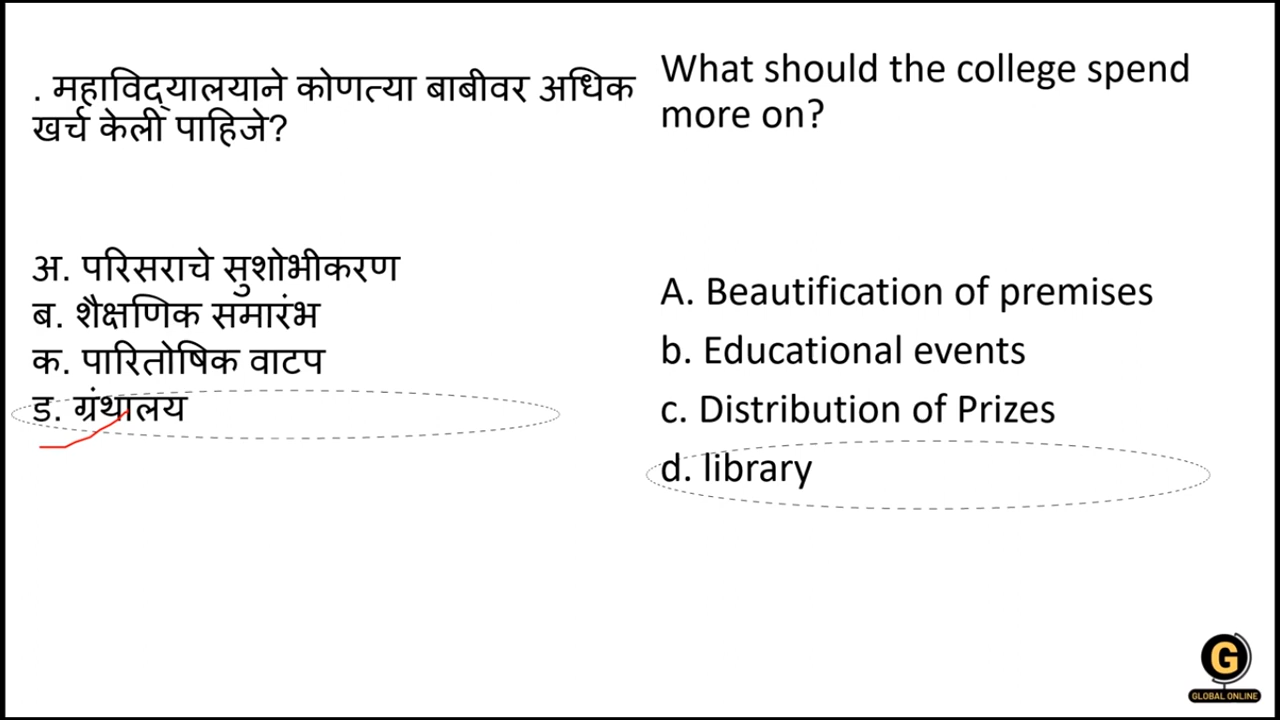 . महाविद्यालयाने कोणत्या बाबीवर अधिक
खर्च केली पाहिजे?
अ. परिसराचे सुशोभीकरण
ब. शैक्षणिक समारंभ
क. पारितोषिक वाटप
ड. ग्रंथालय
What should the college spend
more on?
A. Beautification of premises
b. Educational events
c. Distribution of Prizes
d. library
G
GLOBAL ONLINE